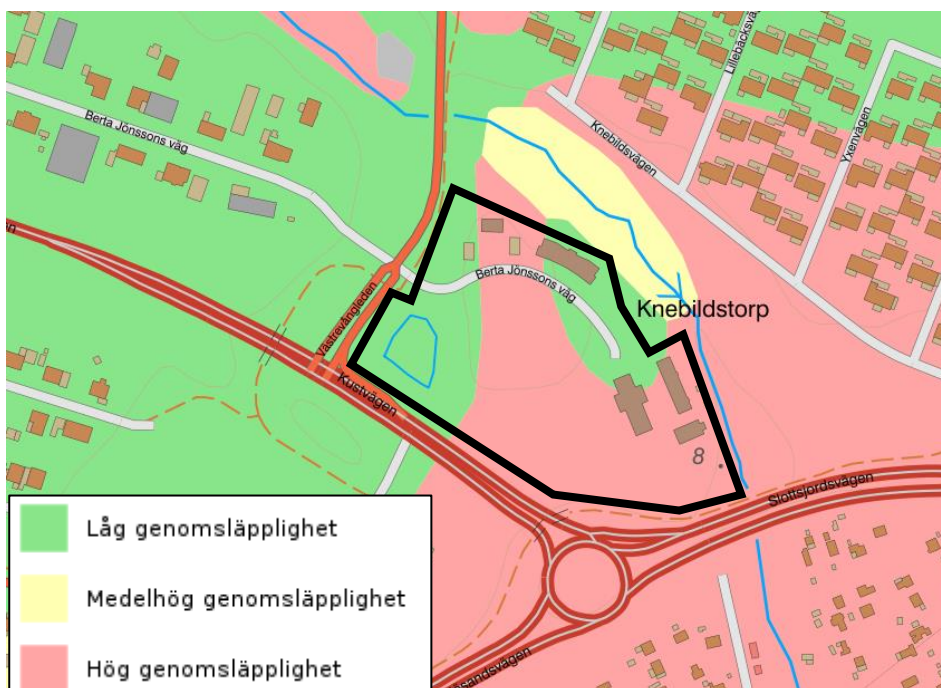 Lillebäcksväg
Berta Jönssons väg
Knebildsvägen
Yxenvägen
Berta Jönssons väg
Västrevångleden
Knebildstorp
Kustvägen
8
Slottsjordsvägen
Låg genomsläpplighet
Medelhög genomsläpplighet
Hög genomsläpplighet